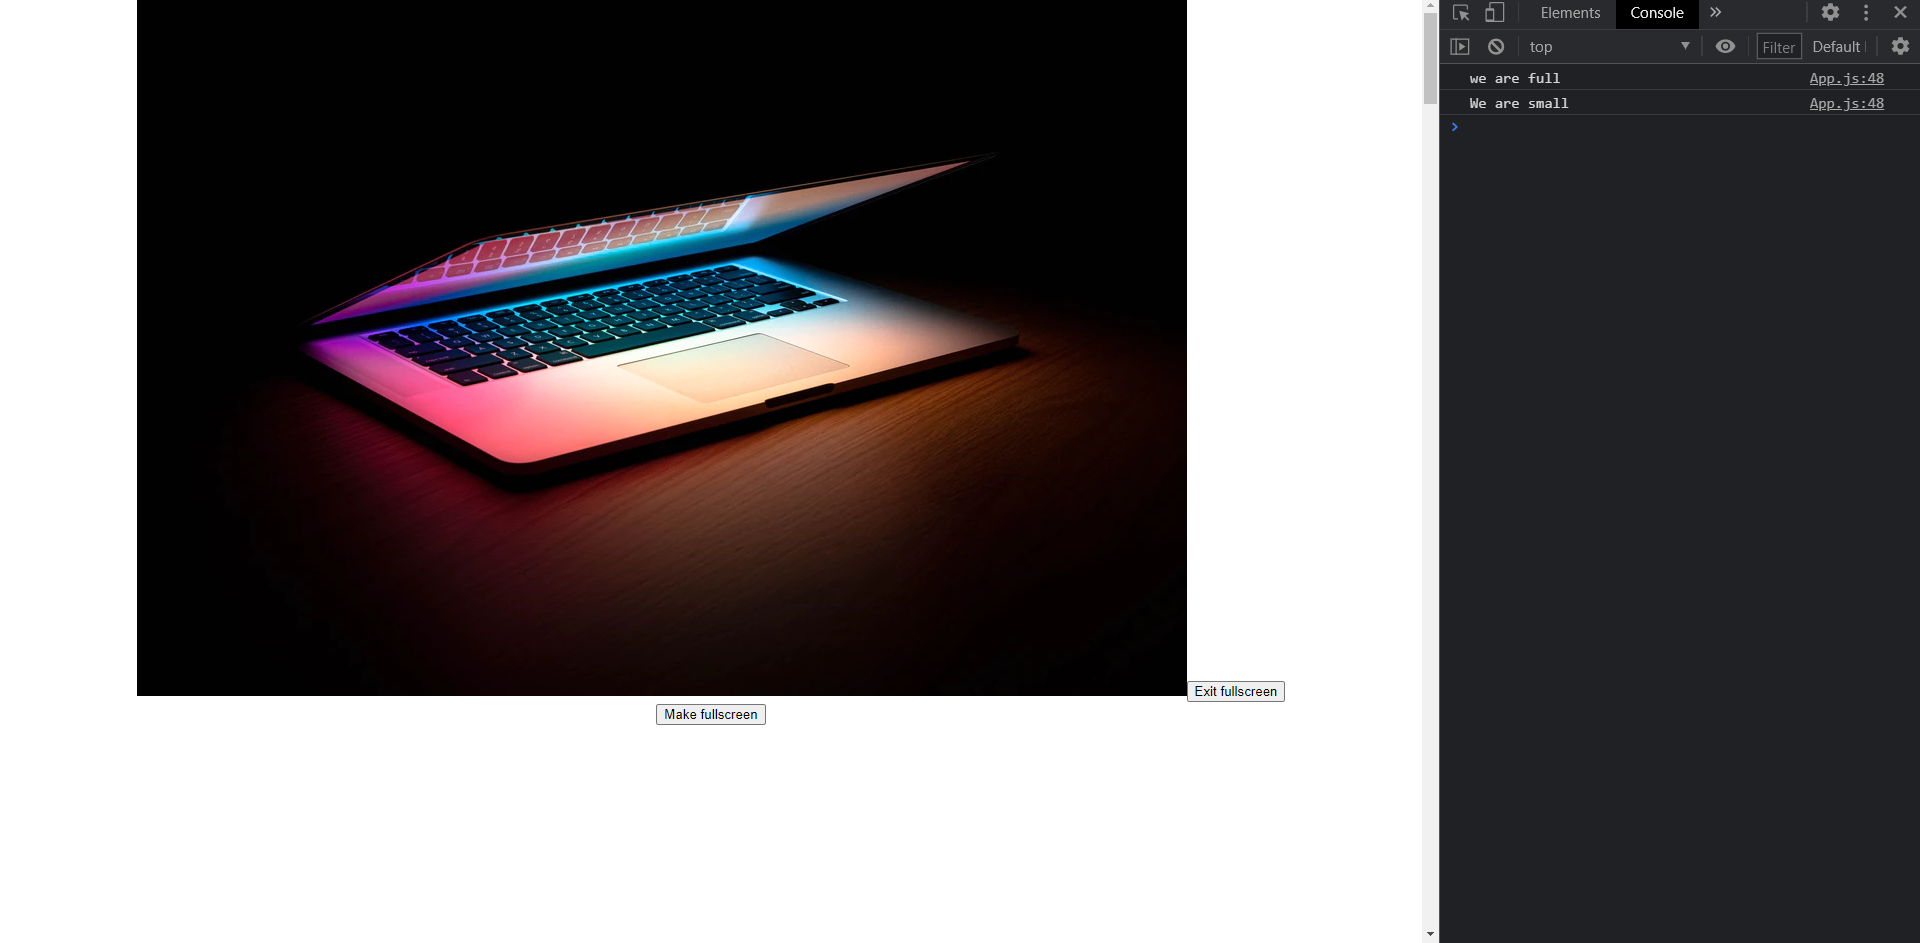 Elements Console
top Filter Default
we are full App.js:48
We are small App.js:48
Exit fullscreen
Make fullscreen